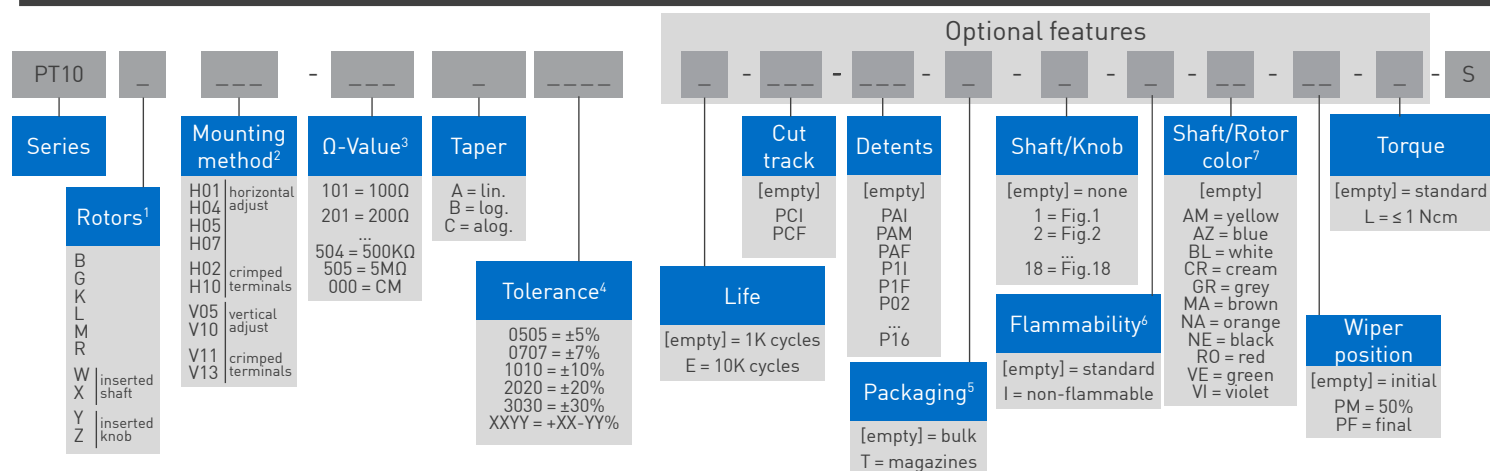 Optional features
PT10 _ _ _ _ - _ _ _ _ _ _ _ _ _ - _ _ _ - _ _ _ - _ - _ - _ - _ _ - _ _ - _ - S
Series
Rotors¹
B
G
K
L
M
R
W
X
inserted
shaft
Y
Z
inserted
knob
Mounting
method²
H01
H04
H05
H07
horizontal
adjust
H02
H10
crimped
terminals
V05
V10
vertical
adjust
V11
V13
crimped
terminals
Ω-Value³
101 = 100Ω
201 = 200Ω
...
504 = 500KΩ
505 = 5MΩ
000 = CM
Taper
A = lin.
B = log.
C = alog.
Tolerance⁴
0505 = ±5%
0707 = ±7%
1010 = ±10%
2020 = ±20%
3030 = ±30%
XXYY = +XX-YY%
Life
[empty] = 1K cycles
E = 10K cycles
Cut
track
[empty]
PCI
PCF
Detents
[empty]
PAI
PAM
PAF
P1I
P1F
P02
...
P16
Packaging⁵
[empty] = bulk
T = magazines
Shaft/Knob
[empty] = none
1 = Fig.1
2 = Fig.2
...
18 = Fig.18
Flammability⁶
[empty] = standard
I = non-flammable
Shaft/Rotor
color⁷
[empty]
AM = yellow
AZ = blue
BL = white
CR = cream
GR = grey
MA = brown
NA = orange
NE = black
RO = red
VE = green
VI = violet
Wiper
position
[empty] = initial
PM = 50%
PF = final
Torque
[empty] = standard
L = ≤ 1 Ncm